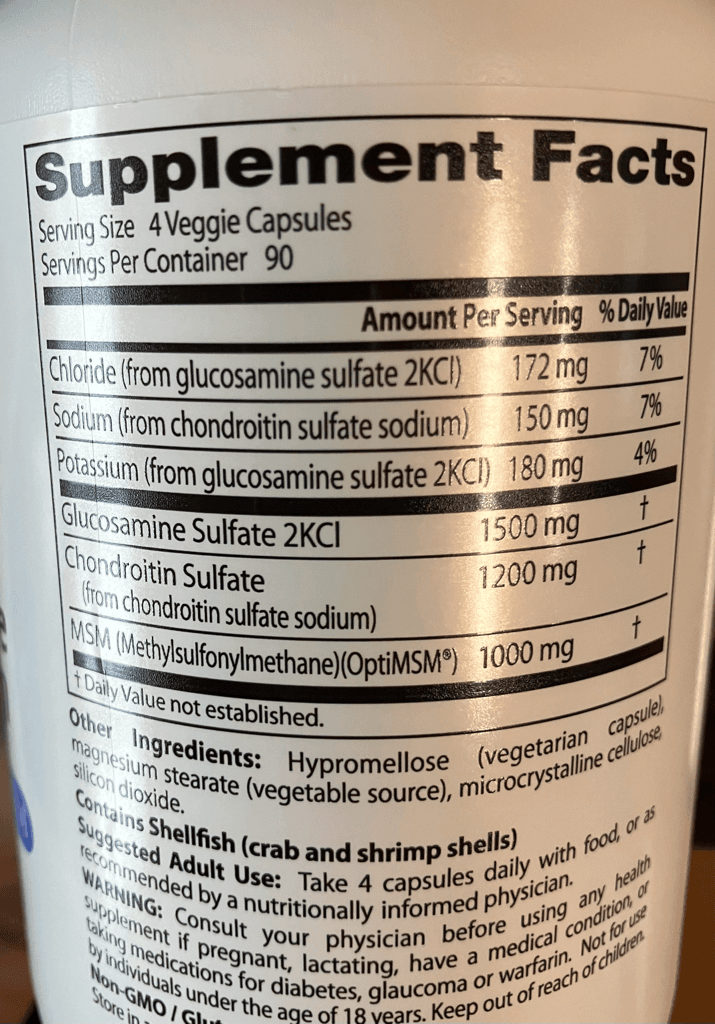 Supplement Facts
Serving Size 4 Veggie Capsules
Servings Per Container 90
Amount Per Serving % Daily Value
Chloride (from glucosamine sulfate 2KCl) 172 mg 7%
Sodium (from chondroitin sulfate sodium) 150 mg 7%
Potassium (from glucosamine sulfate 2KCl) 180 mg 4%
Glucosamine Sulfate 2KCl 1500 mg †
Chondroitin Sulfate 1200 mg †
(from chondroitin sulfate sodium)
MSM (Methylsulfonylmethane)(OptiMSM®) 1000 mg †
† Daily Value not established.
Other Ingredients: Hypromellose (vegetarian capsule),
magnesium stearate (vegetable source), microcrystalline cellulose,
silicon dioxide.
Contains Shellfish (crab and shrimp shells)
Suggested Adult Use: Take 4 capsules daily with food, or as
recommended by a nutritionally informed physician.
WARNING: Consult your physician before using any health
supplement if pregnant, lactating, have a medical condition, or
taking medications for diabetes, glaucoma or warfarin. Not for use
by individuals under the age of 18 years. Keep out of reach of children.
Non-GMO /
Store in